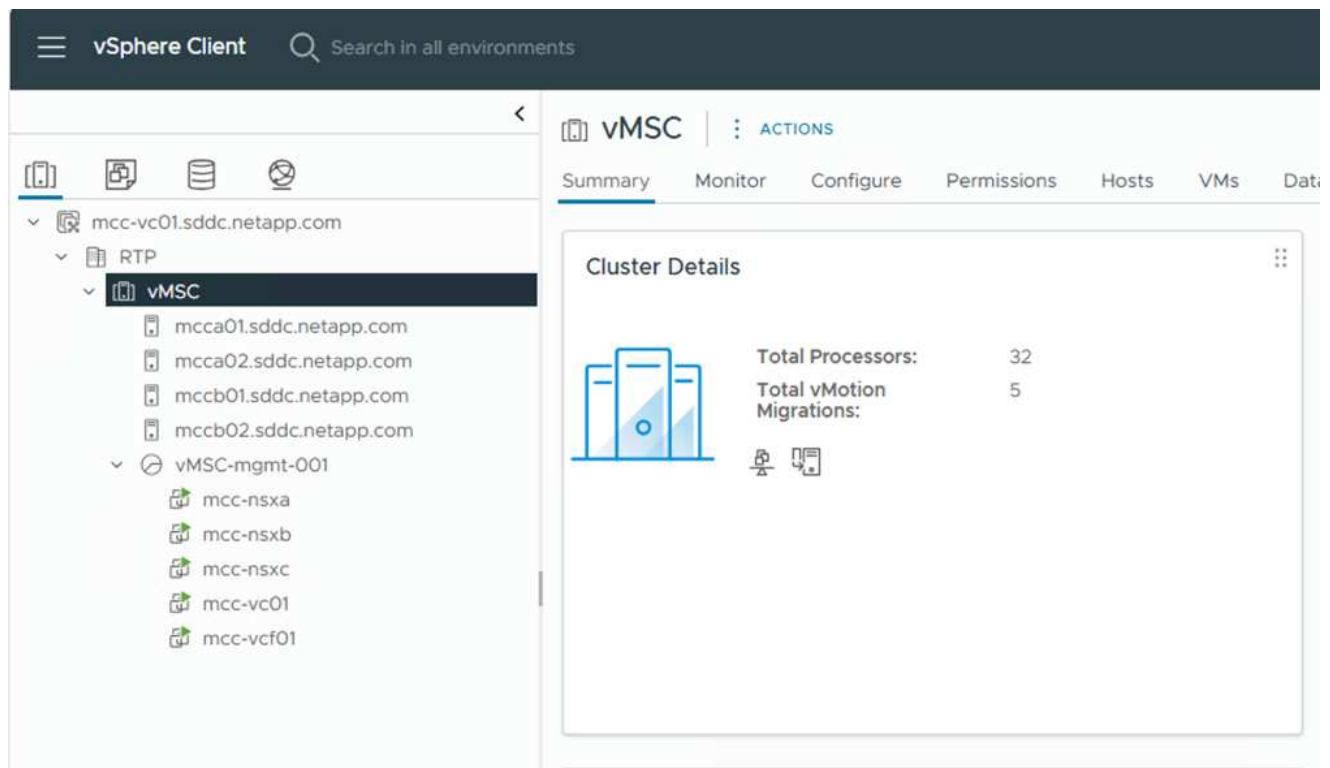 vSphere Client
Search in all environments
mcc-vc01.sddc.netapp.com
RTP
vMSC
mcca01.sddc.netapp.com
mcca02.sddc.netapp.com
mccb01.sddc.netapp.com
mccb02.sddc.netapp.com
vMSC-mgmt-001
mcc-nsxa
mcc-nsxb
mcc-nsxc
mcc-vc01
mcc-vcf01
vMSC
ACTIONS
Summary Monitor Configure Permissions Hosts VMs Data
Cluster Details
Total Processors: 32
Total vMotion 5
Migrations: